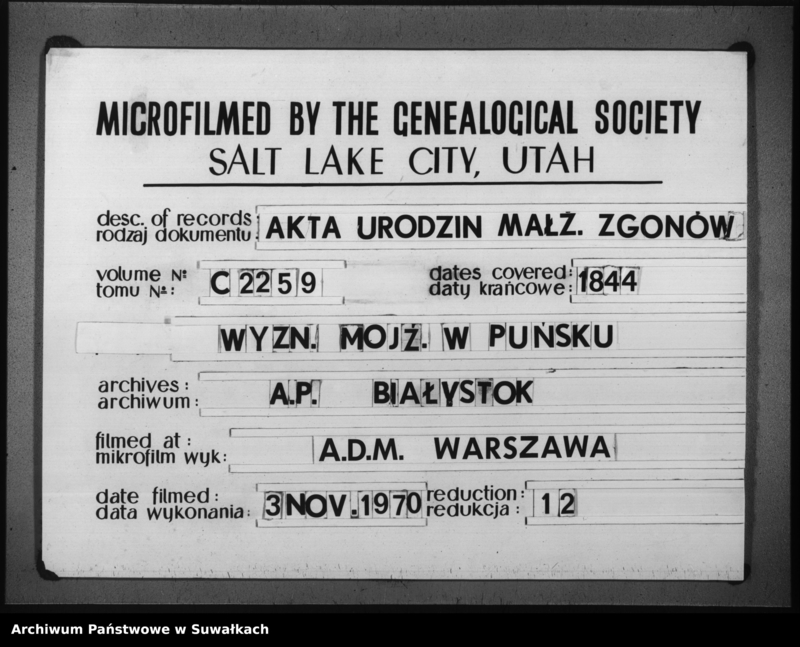 MICROFILMED BY THE GENEALOGICAL SOCIETY
SALT LAKE CITY, UTAH
desc. of records
rodzaj dokumentu: AKTA URODZIN MAŁŻ. ZGONÓW
volume №:
tomu №: C 2259
dates covered:
daty krańcowe: 1844
WYZN. MOJŻ. W PUŃSKU
archives:
archiwum: A.P. BIAŁYSTOK
filmed at:
mikrofilm wyk: A.D.M. WARSZAWA
date filmed:
data wykonania: 3 NOV. 1970
reduction:
redukcja: 12
Archiwum Państwowe w Suwałkach